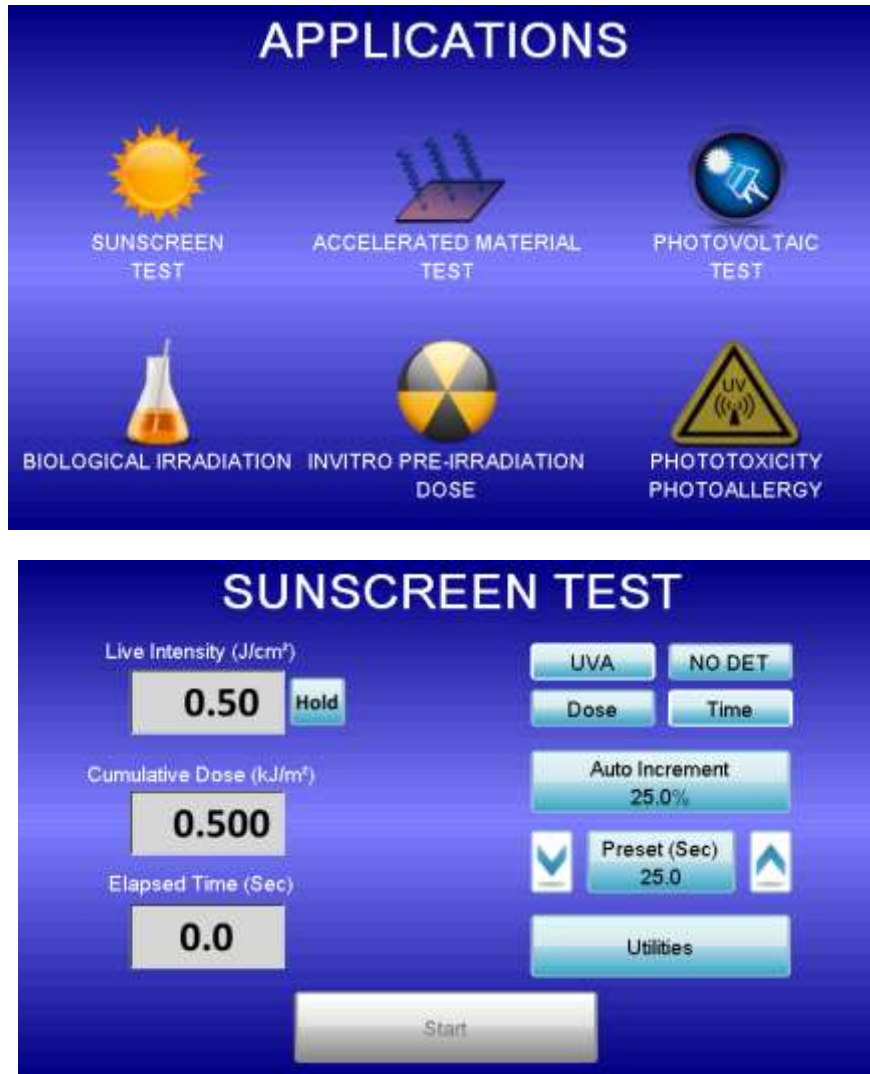 APPLICATIONS
SUNSCREEN
TEST
ACCELERATED MATERIAL
TEST
PHOTOVOLTAIC
TEST
UV
BIOLOGICAL IRRADIATION
INVITRO PRE-IRRADIATION
DOSE
PHOTOTOXICITY
PHOTOALLERGY
SUNSCREEN TEST
Live Intensity (J/cm²)
0.50
Hold
Cumulative Dose (kJ/m²)
0.500
Elapsed Time (Sec)
0.0
UVA
NO DET
Dose
Time
Auto Increment
25.0%
Preset (Sec)
25.0
Utilities
Start